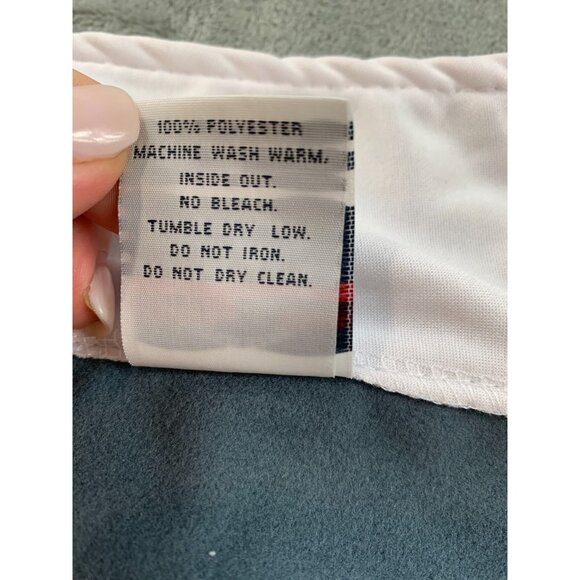 100% POLYESTER
MACHINE WASH WARM,
INSIDE OUT.
NO BLEACH.
TUMBLE DRY LOW.
DO NOT IRON.
DO NOT DRY CLEAN.